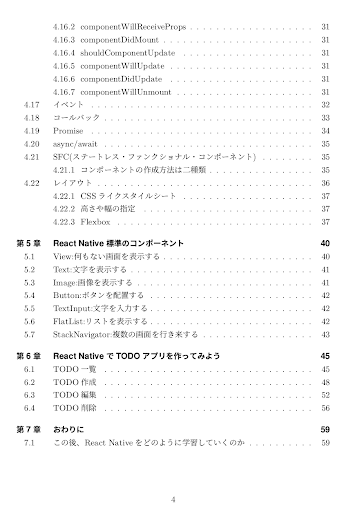 4.16.2 componentWillReceiveProps . . . . . . . . . . . . . . . . . . . 31
4.16.3 componentDidMount . . . . . . . . . . . . . . . . . . . . . . . 31
4.16.4 shouldComponentUpdate . . . . . . . . . . . . . . . . . . . . 31
4.16.5 componentWillUpdate . . . . . . . . . . . . . . . . . . . . . . 31
4.16.6 componentDidUpdate . . . . . . . . . . . . . . . . . . . . . . 31
4.16.7 componentWillUnmount . . . . . . . . . . . . . . . . . . . . . 31
4.17 イベント . . . . . . . . . . . . . . . . . . . . . . . . . . . . . . . . 32
4.18 コールバック . . . . . . . . . . . . . . . . . . . . . . . . . . . . . . 33
4.19 Promise . . . . . . . . . . . . . . . . . . . . . . . . . . . . . . . . 34
4.20 async/await . . . . . . . . . . . . . . . . . . . . . . . . . . . . . . 35
4.21 SFC(ステートレス・ファンクショナル・コンポーネント) . . . . . . . . 35
4.21.1 コンポーネントの作成方法は二種類 . . . . . . . . . . . . . . . . 35
4.22 レイアウト . . . . . . . . . . . . . . . . . . . . . . . . . . . . . . . 36
4.22.1 CSS ライクスタイルシート . . . . . . . . . . . . . . . . . . . . 37
4.22.2 高さや幅の指定 . . . . . . . . . . . . . . . . . . . . . . . . . . 37
4.22.3 Flexbox . . . . . . . . . . . . . . . . . . . . . . . . . . . . . . 37
第 5 章 React Native 標準のコンポーネント 40
5.1 View:何もない画面を表示する . . . . . . . . . . . . . . . . . . . . . . 40
5.2 Text:文字を表示する . . . . . . . . . . . . . . . . . . . . . . . . . . 41
5.3 Image:画像を表示する . . . . . . . . . . . . . . . . . . . . . . . . . 41
5.4 Button:ボタンを配置する . . . . . . . . . . . . . . . . . . . . . . . . 42
5.5 TextInput:文字を入力する . . . . . . . . . . . . . . . . . . . . . . . . 42
5.6 FlatList:リストを表示する . . . . . . . . . . . . . . . . . . . . . . . . 42
5.7 StackNavigator:複数の画面を行き来する . . . . . . . . . . . . . . . . 43
第 6 章 React Native で TODO アプリを作ってみよう 45
6.1 TODO 一覧 . . . . . . . . . . . . . . . . . . . . . . . . . . . . . . . 45
6.2 TODO 作成 . . . . . . . . . . . . . . . . . . . . . . . . . . . . . . . 48
6.3 TODO 編集 . . . . . . . . . . . . . . . . . . . . . . . . . . . . . . . 52
6.4 TODO 削除 . . . . . . . . . . . . . . . . . . . . . . . . . . . . . . . 56
第 7 章 おわりに 59
7.1 この後、React Native をどのように学習していくのか . . . . . . . . . . 59
4